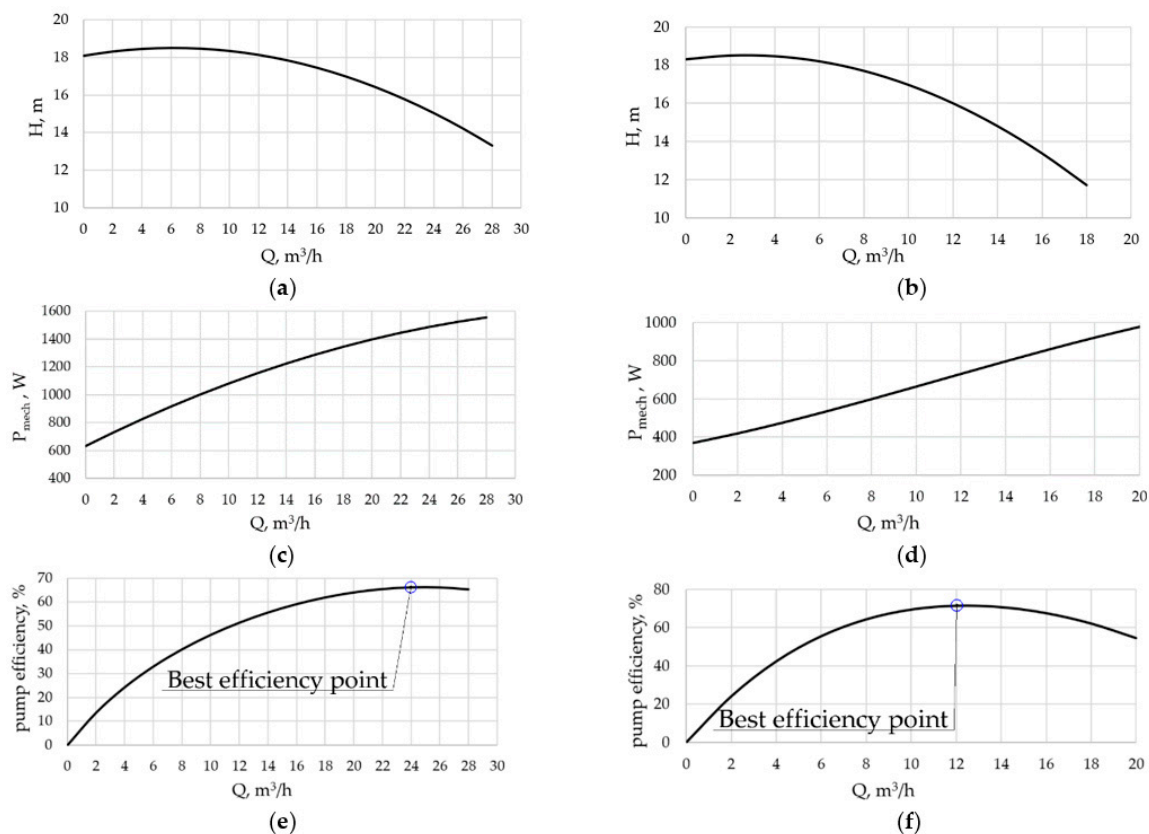 20
18
16
14
12
10
H, m
0 2 4 6 8 10 12 14 16 18 20 22 24 26 28 30
Q, m³/h
(a)
20
18
16
14
12
10
H, m
0 2 4 6 8 10 12 14 16 18 20
Q, m³/h
(b)
1600
1400
1200
1000
800
600
400
Pmech , W
0 2 4 6 8 10 12 14 16 18 20 22 24 26 28 30
Q, m³/h
(c)
1000
800
600
400
200
Pmech , W
0 2 4 6 8 10 12 14 16 18 20
Q, m³/h
(d)
70
60
50
40
30
20
10
0
pump efficiency, %
Best efficiency point
0 2 4 6 8 10 12 14 16 18 20 22 24 26 28 30
Q, m³/h
(e)
80
60
40
20
0
pump efficiency, %
Best efficiency point
0 2 4 6 8 10 12 14 16 18 20
Q, m³/h
(f)